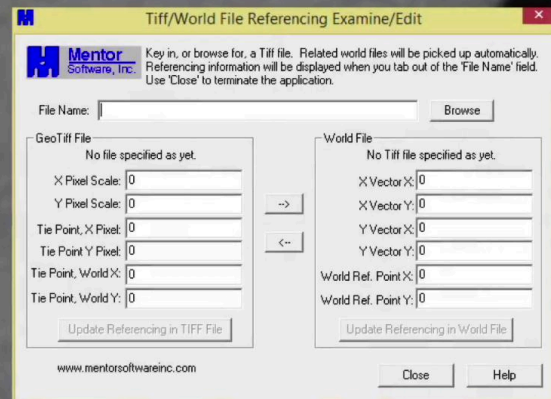 Tiff/World File Referencing Examine/Edit
Mentor
Software, Inc.
Key in, or browse for, a Tiff file. Related world files will be picked up automatically.
Referencing information will be displayed when you tab out of the 'File Name' field.
Use 'Close' to terminate the application.
File Name:
Browse
GeoTiff File
No file specified as yet.
X Pixel Scale: 0
Y Pixel Scale: 0
Tie Point, X Pixel: 0
Tie Point Y Pixel: 0
Tie Point, World X: 0
Tie Point, World Y: 0
Update Referencing in TIFF File
-->
<--
World File
No Tiff file specified as yet.
X Vector X: 0
X Vector Y: 0
Y Vector X: 0
Y Vector Y: 0
World Ref. Point X: 0
World Ref. Point Y: 0
Update Referencing in World File
www.mentorsoftwareinc.com
Close
Help